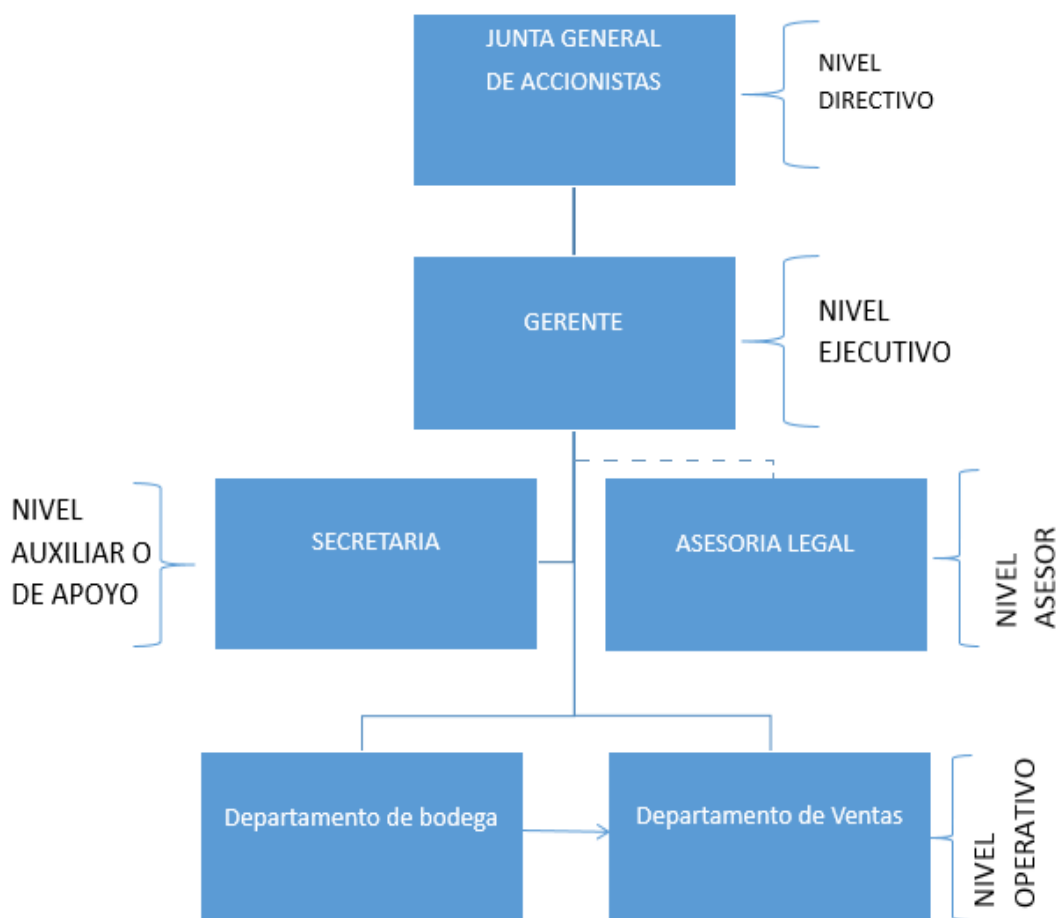 JUNTA GENERAL
DE ACCIONISTAS
NIVEL
DIRECTIVO
GERENTE
NIVEL
EJECUTIVO
NIVEL
AUXILIAR O
DE APOYO
SECRETARIA
ASESORIA LEGAL
NIVEL
ASESOR
Departamento de bodega
Departamento de Ventas
NIVEL
OPERATIVO